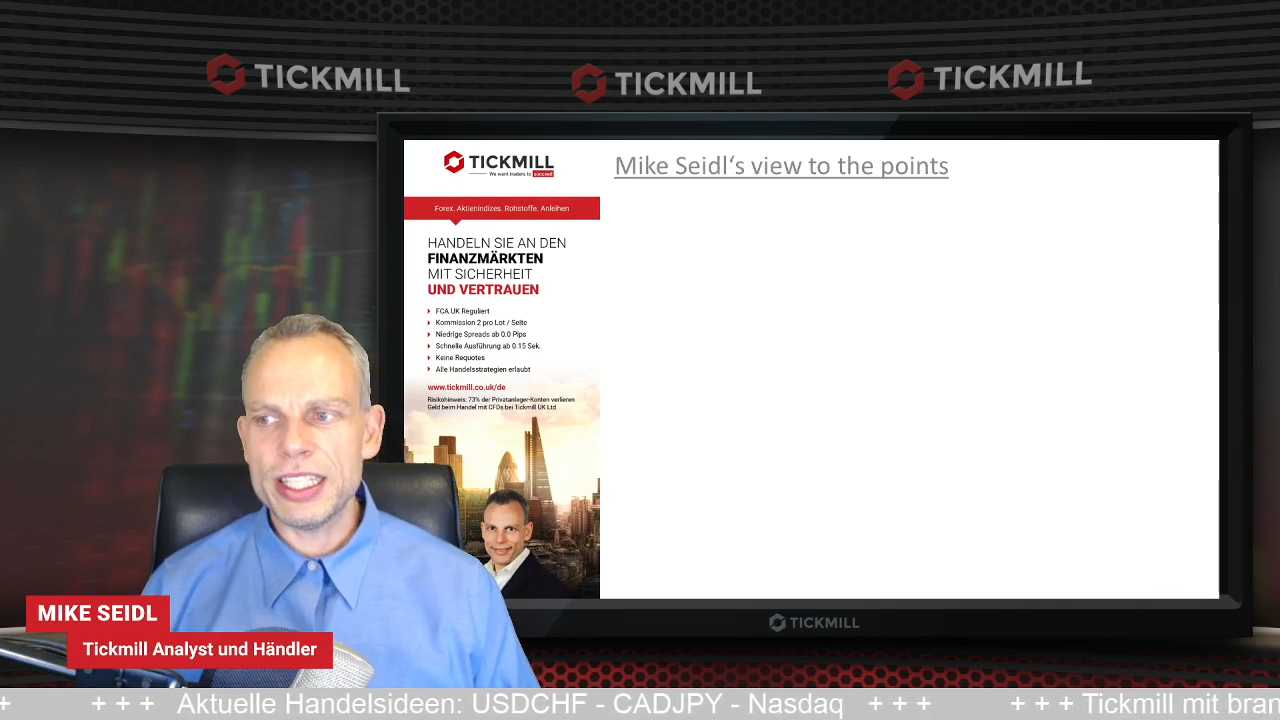 TICKMILL
TICKMILL
TICKMILL
TICKMILL
We want traders to succeed
Mike Seidl‘s view to the points
Forex. Aktienindizes. Rohstoffe. Anleihen
HANDELN SIE AN DEN
FINANZMÄRKTEN
MIT SICHERHEIT
UND VERTRAUEN
FCA UK Reguliert
Kommission 2 pro Lot / Seite
Niedrige Spreads ab 0.0 Pips
Schnelle Ausführung ab 0.15 Sek.
Keine Requotes
Alle Handelsstrategien erlaubt
www.tickmill.co.uk/de
Risikohinweis: 73% der Privatanleger-Konten verlieren
Geld beim Handel mit CFDs bei Tickmill UK Ltd.
TICKMILL
MIKE SEIDL
Tickmill Analyst und Händler
+ + + + Aktuelle Handelsideen: USDCHF - CADJPY - Nasdaq + + + + + + Tickmill mit bran